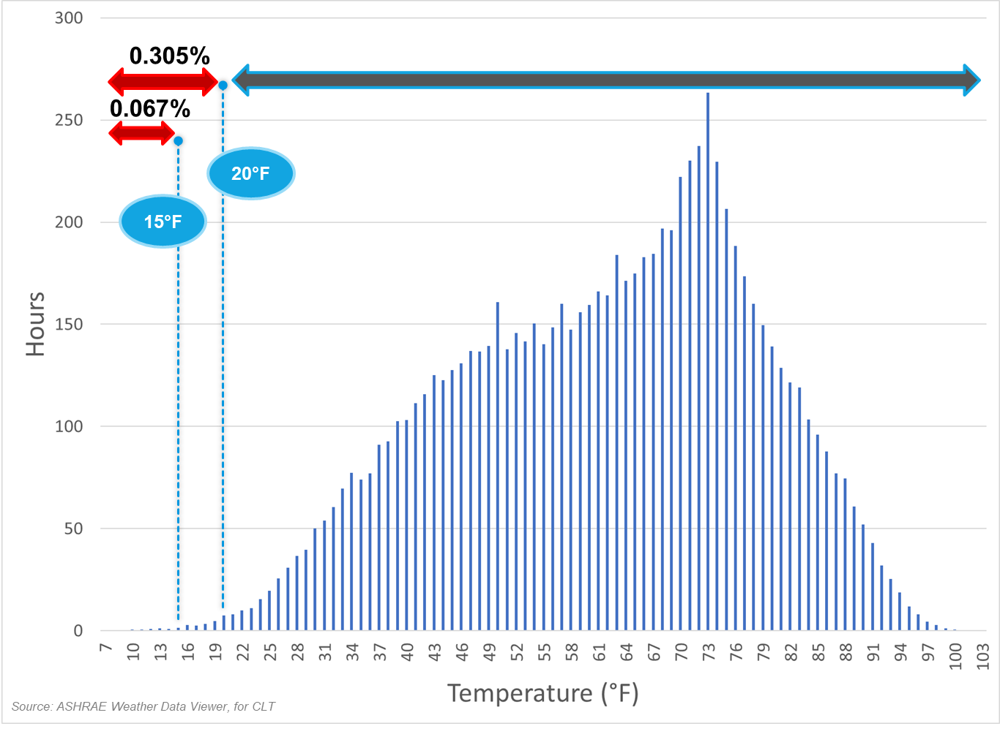 300
0.305%
0.067%
250
20°F
15°F
200
Hours
150
100
50
0
7 10 13 16 19 22 25 28 31 34 37 40 43 46 49 52 55 58 61 64 67 70 73 76 79 82 85 88 91 94 97 100 103
Temperature (°F)
Source: ASHRAE Weather Data Viewer, for CLT